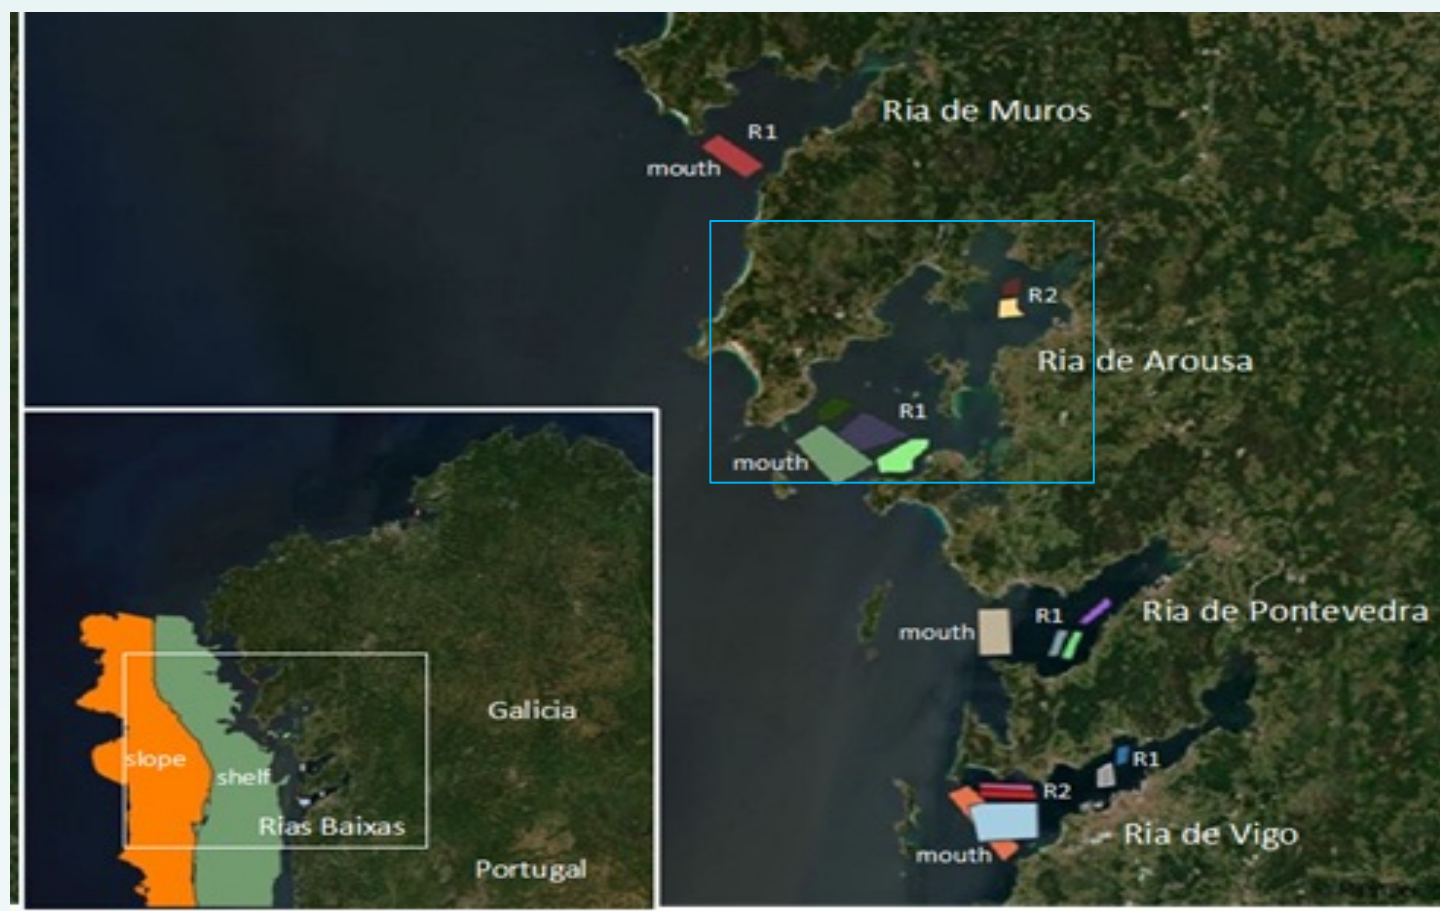 Ria de Muros
R1
mouth
R2
Ria de Arousa
R1
mouth
R1
Ria de Pontevedra
mouth
R1
R2
Ria de Vigo
mouth
Galicia
slope
shelf
Rias Baixas
Portugal